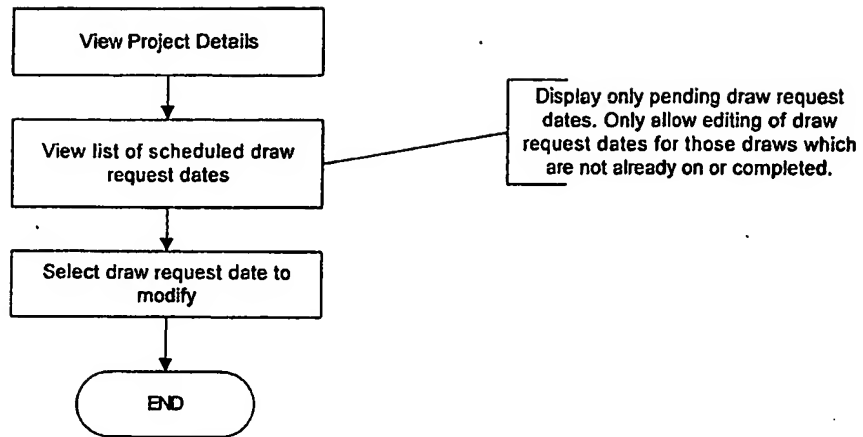 View Project Details
View list of scheduled draw
request dates
Display only pending draw request
dates. Only allow editing of draw
request dates for those draws which
are not already on or completed.
Select draw request date to
modify
END